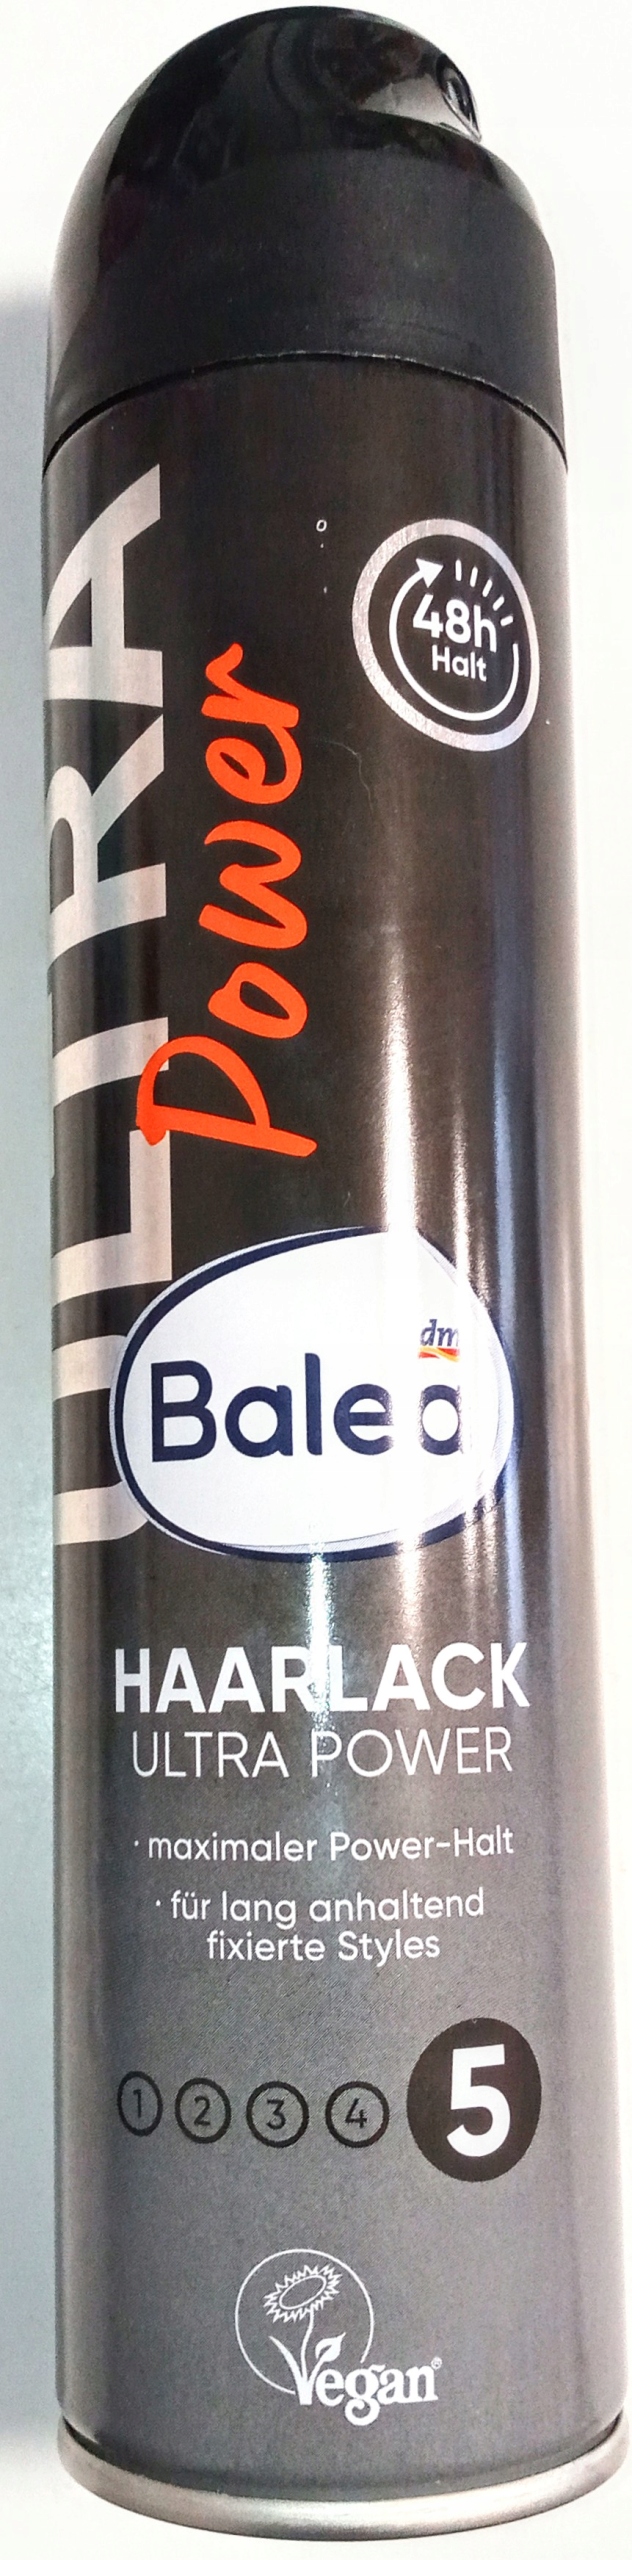 ULTRA
Power
48h
Halt
dm
Balea
HAARLACK
ULTRA POWER
· maximaler Power-Halt
· für lang anhaltend
fixierte Styles
1 2 3 4 5
Vegan®